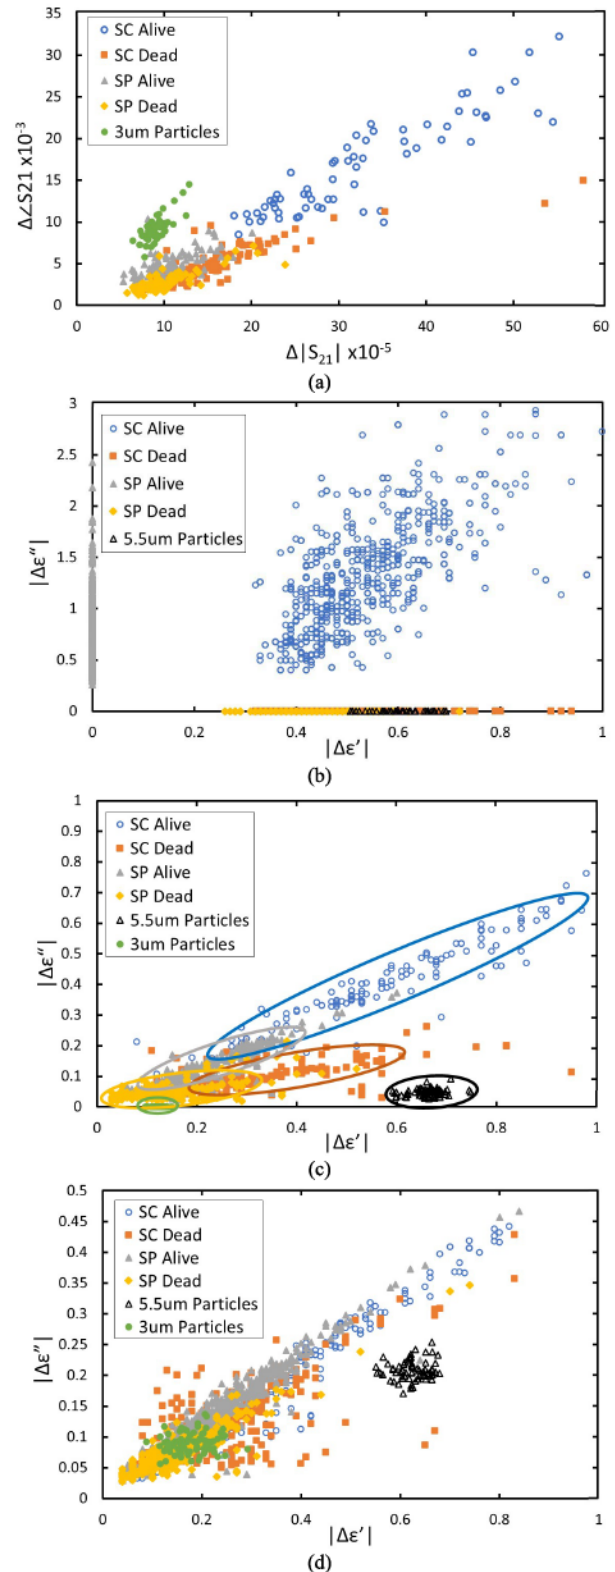 35
30
25
20
15
10
5
0
Δ∠S21 x10⁻³
SC Alive
SC Dead
SP Alive
SP Dead
3um Particles
0 10 20 30 40 50 60
Δ|S₂₁| x10⁻⁵
(a)
3
2.5
2
1.5
1
0.5
0
|Δε"|
SC Alive
SC Dead
SP Alive
SP Dead
5.5um Particles
0 0.2 0.4 0.6 0.8 1
|Δε'|
(b)
1
0.9
0.8
0.7
0.6
0.5
0.4
0.3
0.2
0.1
0
|Δε"|
SC Alive
SC Dead
SP Alive
SP Dead
5.5um Particles
3um Particles
0 0.2 0.4 0.6 0.8 1
|Δε'|
(c)
0.5
0.45
0.4
0.35
0.3
0.25
0.2
0.15
0.1
0.05
0
|Δε"|
SC Alive
SC Dead
SP Alive
SP Dead
5.5um Particles
3um Particles
0 0.2 0.4 0.6 0.8 1
|Δε'|
(d)